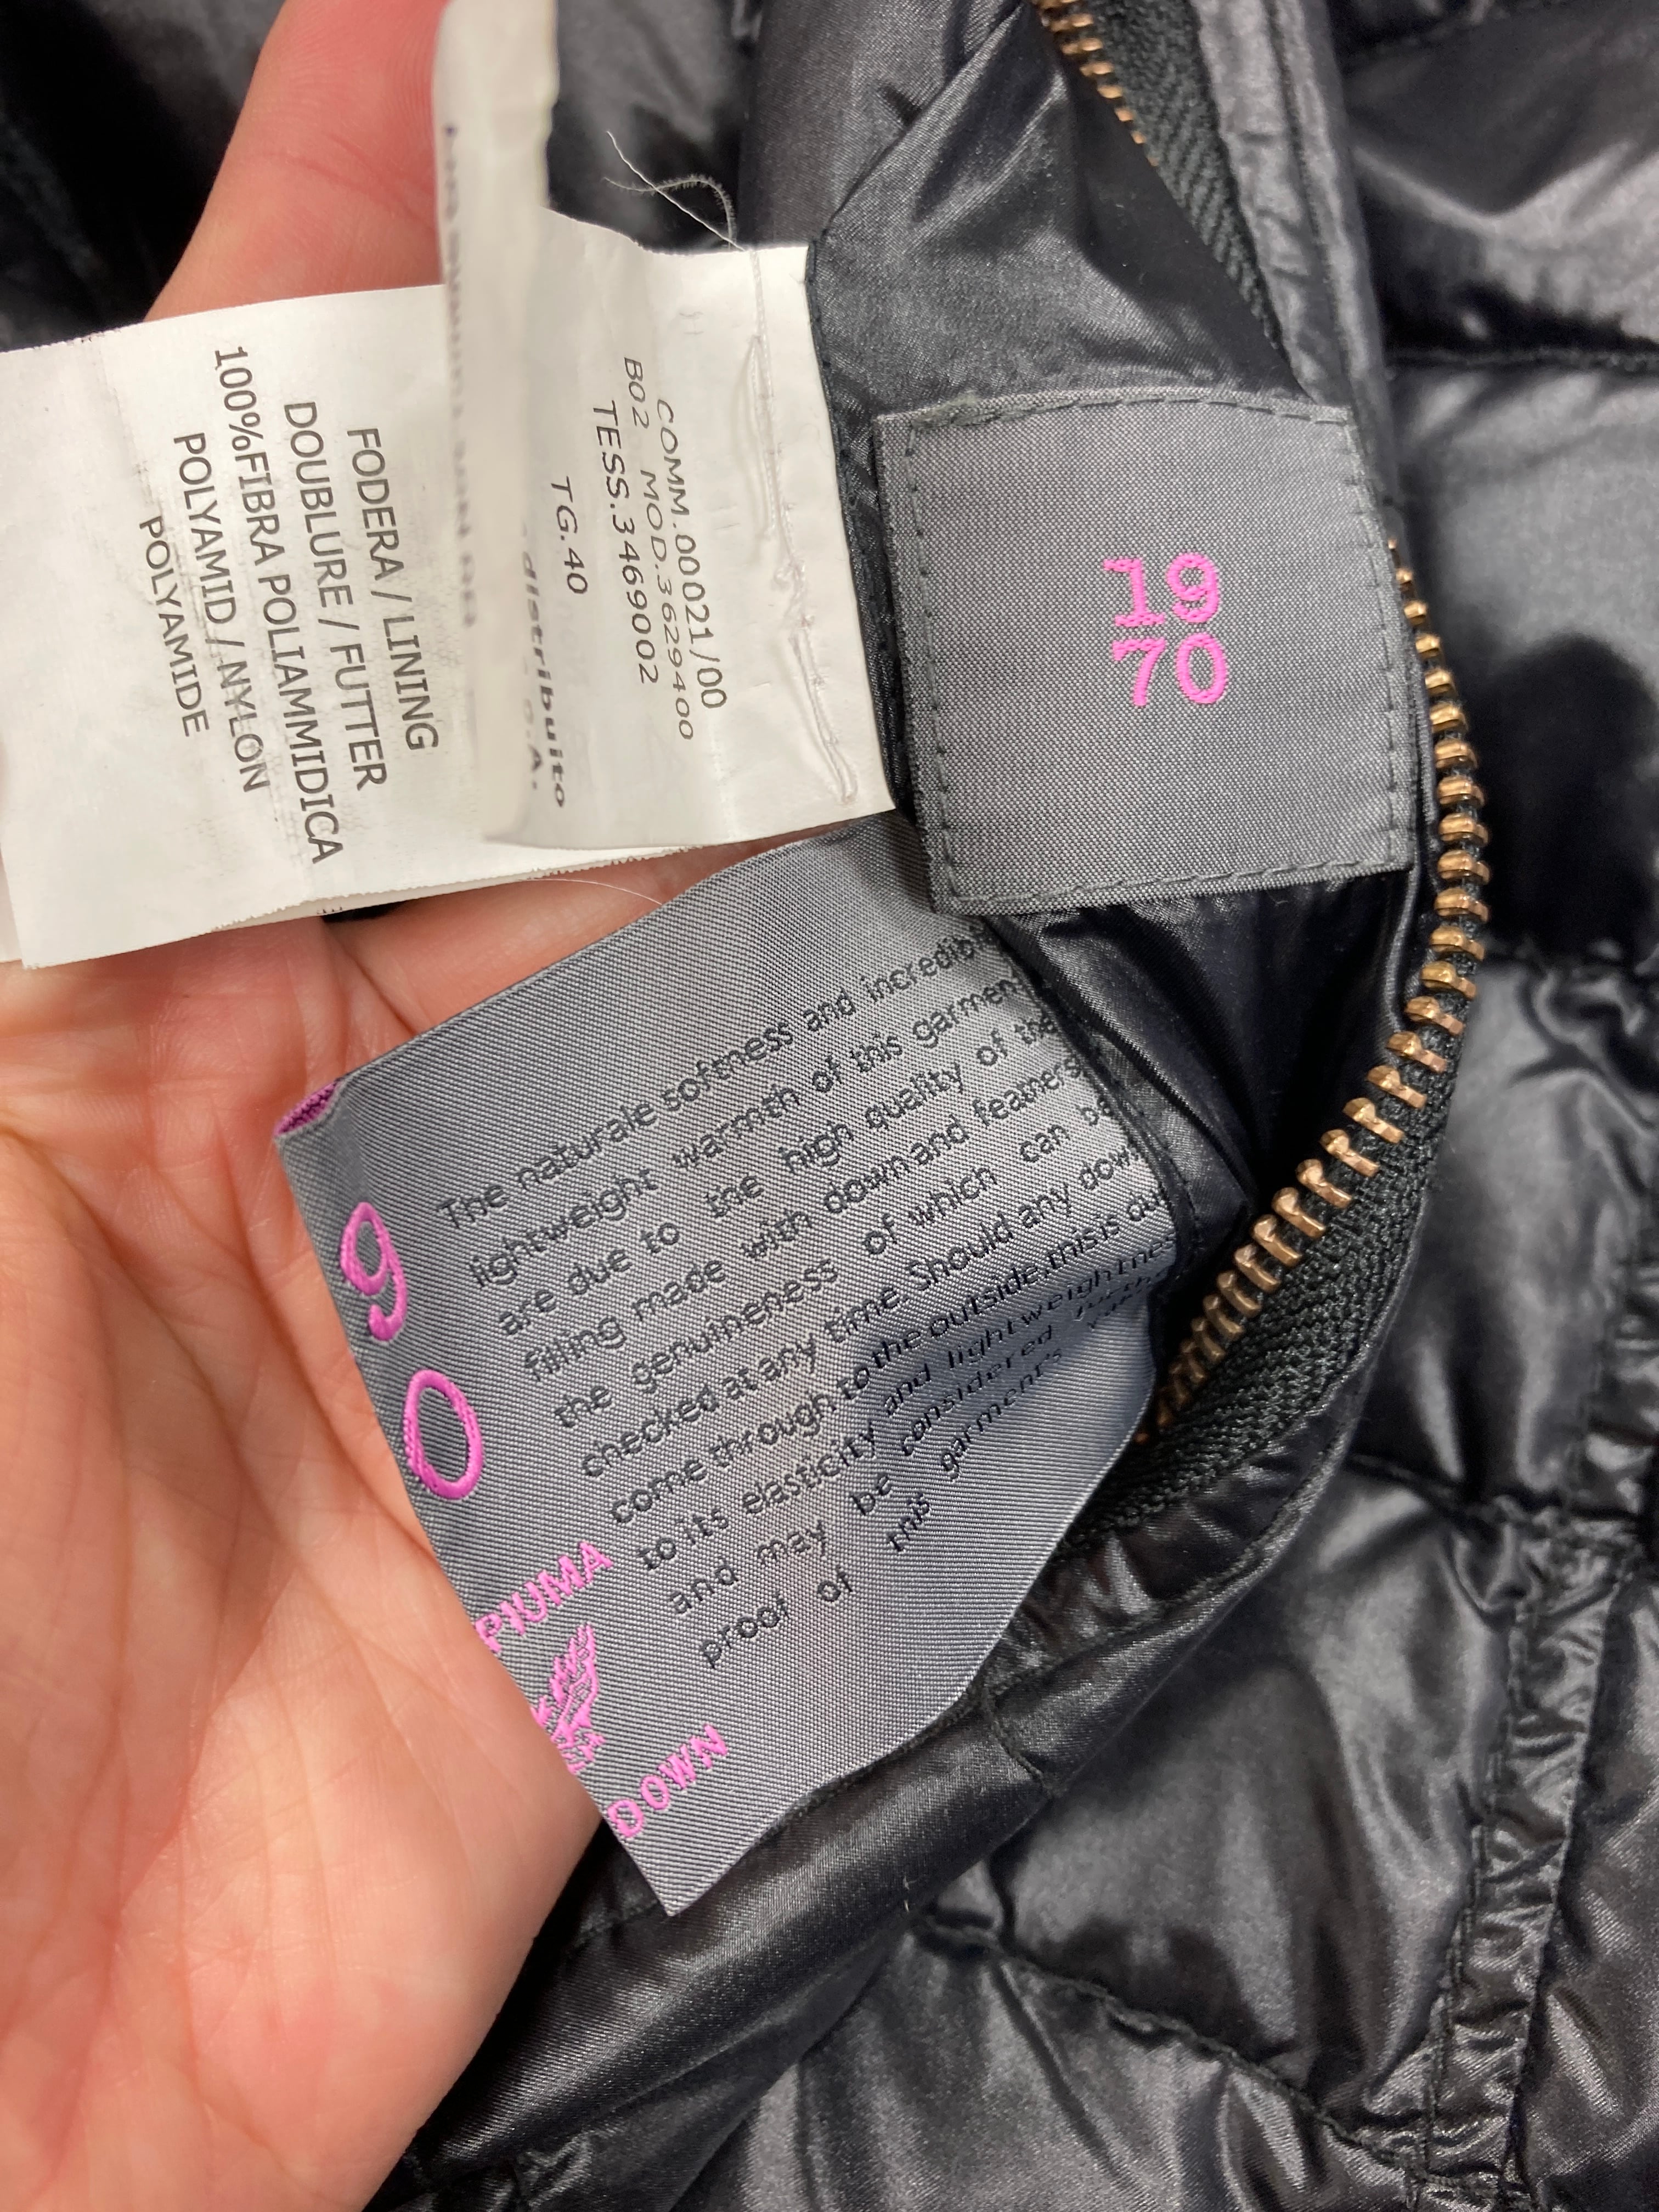 COMM.00021/00
B02 MOD.3629400
TESS.3469002
TG.40
distribuito
FODERA / LINING
DOUBLURE / FUTTER
100%FIBRA POLIAMMIDICA
POLYAMID / NYLON
POLYAMIDE
19
70
90
PIUMA
DOWN
The naturale softness and incredible
lightweight warmth of this garment
are due to the high quality of the
filling made with down and feathers
the genuineness of which can be
checked at any time. Should any down
come through to the outside, this is due
to its elasticity and lightweightness
and may be considered
proof of this garment's